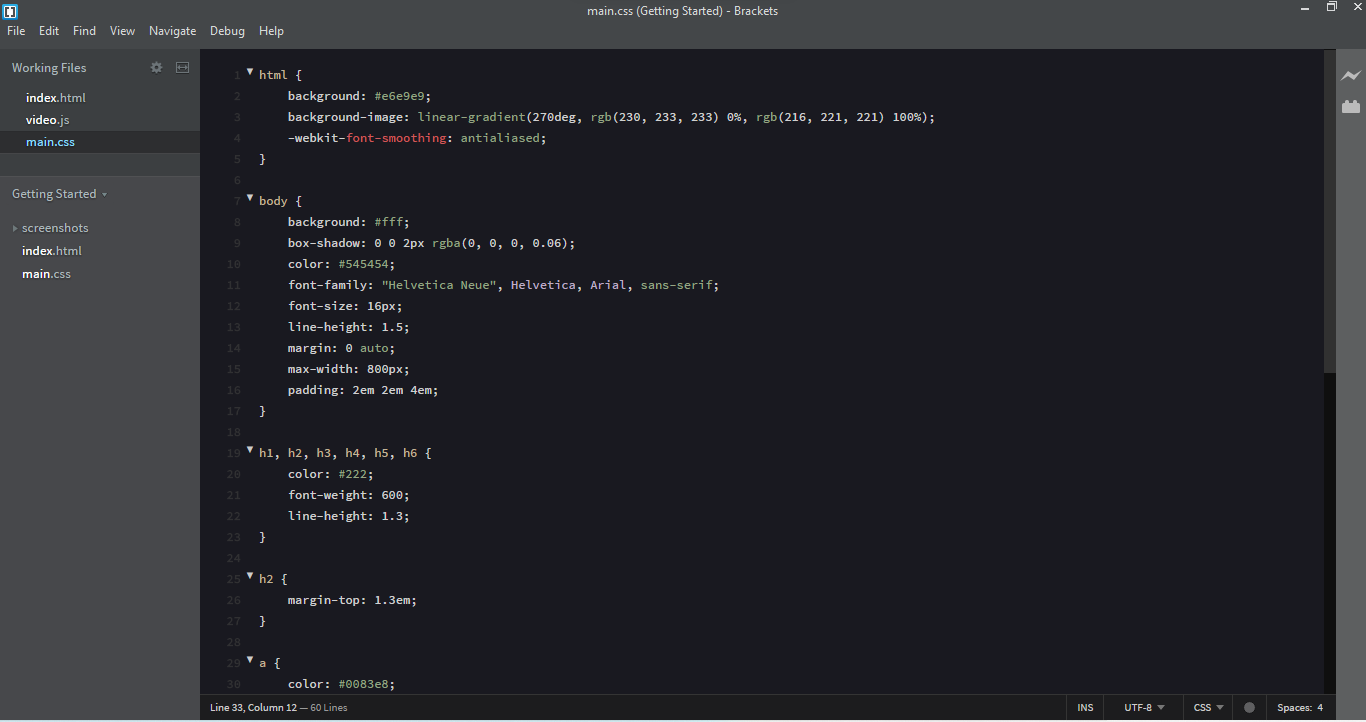 main.css (Getting Started) - Brackets
File Edit Find View Navigate Debug Help
Working Files
index.html
video.js
main.css
Getting Started
screenshots
index.html
main.css
1 html {
2 background: #e6e9e9;
3 background-image: linear-gradient(270deg, rgb(230, 233, 233) 0%, rgb(216, 221, 221) 100%);
4 -webkit-font-smoothing: antialiased;
5 }
6
7 body {
8 background: #fff;
9 box-shadow: 0 0 2px rgba(0, 0, 0, 0.06);
10 color: #545454;
11 font-family: "Helvetica Neue", Helvetica, Arial, sans-serif;
12 font-size: 16px;
13 line-height: 1.5;
14 margin: 0 auto;
15 max-width: 800px;
16 padding: 2em 2em 4em;
17 }
18
19 h1, h2, h3, h4, h5, h6 {
20 color: #222;
21 font-weight: 600;
22 line-height: 1.3;
23 }
24
25 h2 {
26 margin-top: 1.3em;
27 }
28
29 a {
30 color: #0083e8;
Line 33, Column 12 — 60 Lines INS UTF-8 CSS Spaces: 4